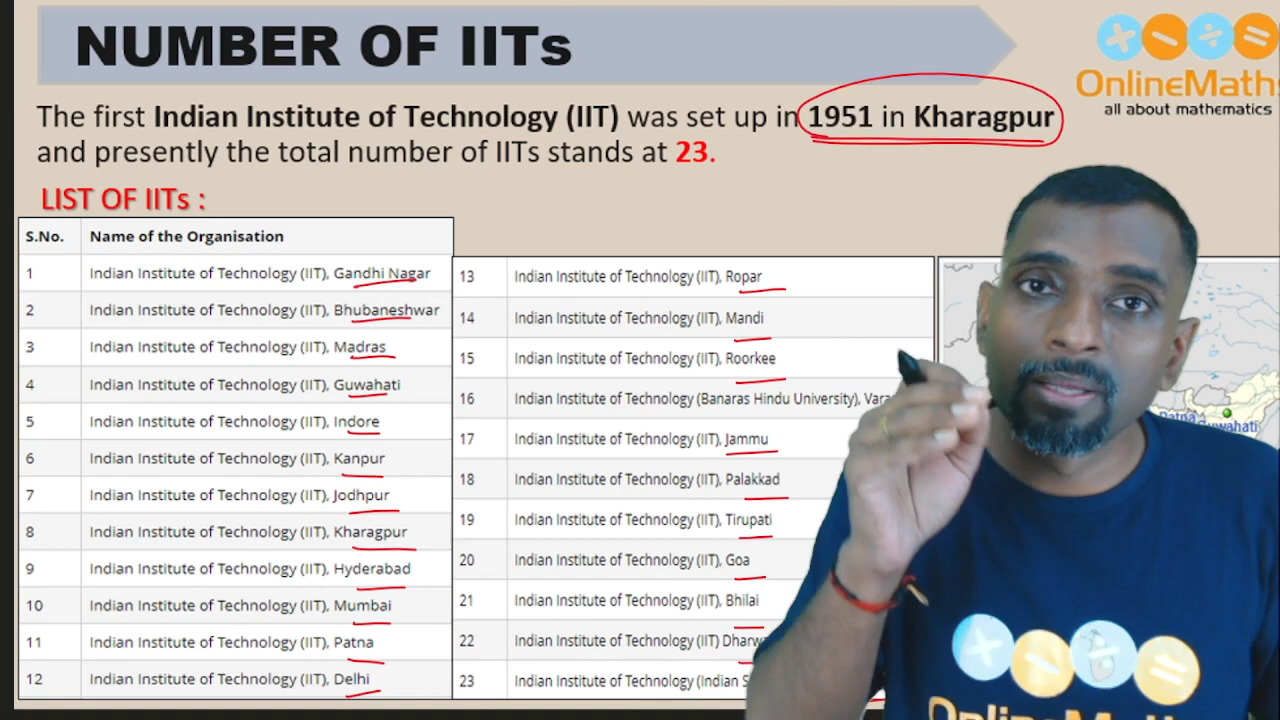 NUMBER OF IITs
OnlineMaths
all about mathematics
The first Indian Institute of Technology (IIT) was set up in 1951 in Kharagpur
and presently the total number of IITs stands at 23.
LIST OF IITs :
S.No. Name of the Organisation
1 Indian Institute of Technology (IIT), Gandhi Nagar
2 Indian Institute of Technology (IIT), Bhubaneshwar
3 Indian Institute of Technology (IIT), Madras
4 Indian Institute of Technology (IIT), Guwahati
5 Indian Institute of Technology (IIT), Indore
6 Indian Institute of Technology (IIT), Kanpur
7 Indian Institute of Technology (IIT), Jodhpur
8 Indian Institute of Technology (IIT), Kharagpur
9 Indian Institute of Technology (IIT), Hyderabad
10 Indian Institute of Technology (IIT), Mumbai
11 Indian Institute of Technology (IIT), Patna
12 Indian Institute of Technology (IIT), Delhi
13 Indian Institute of Technology (IIT), Ropar
14 Indian Institute of Technology (IIT), Mandi
15 Indian Institute of Technology (IIT), Roorkee
16 Indian Institute of Technology (Banaras Hindu University), Vara
17 Indian Institute of Technology (IIT), Jammu
18 Indian Institute of Technology (IIT), Palakkad
19 Indian Institute of Technology (IIT), Tirupati
20 Indian Institute of Technology (IIT), Goa
21 Indian Institute of Technology (IIT), Bhilai
22 Indian Institute of Technology (IIT) Dharw
23 Indian Institute of Technology (Indian S
Patna
uwahati
OnlineMath